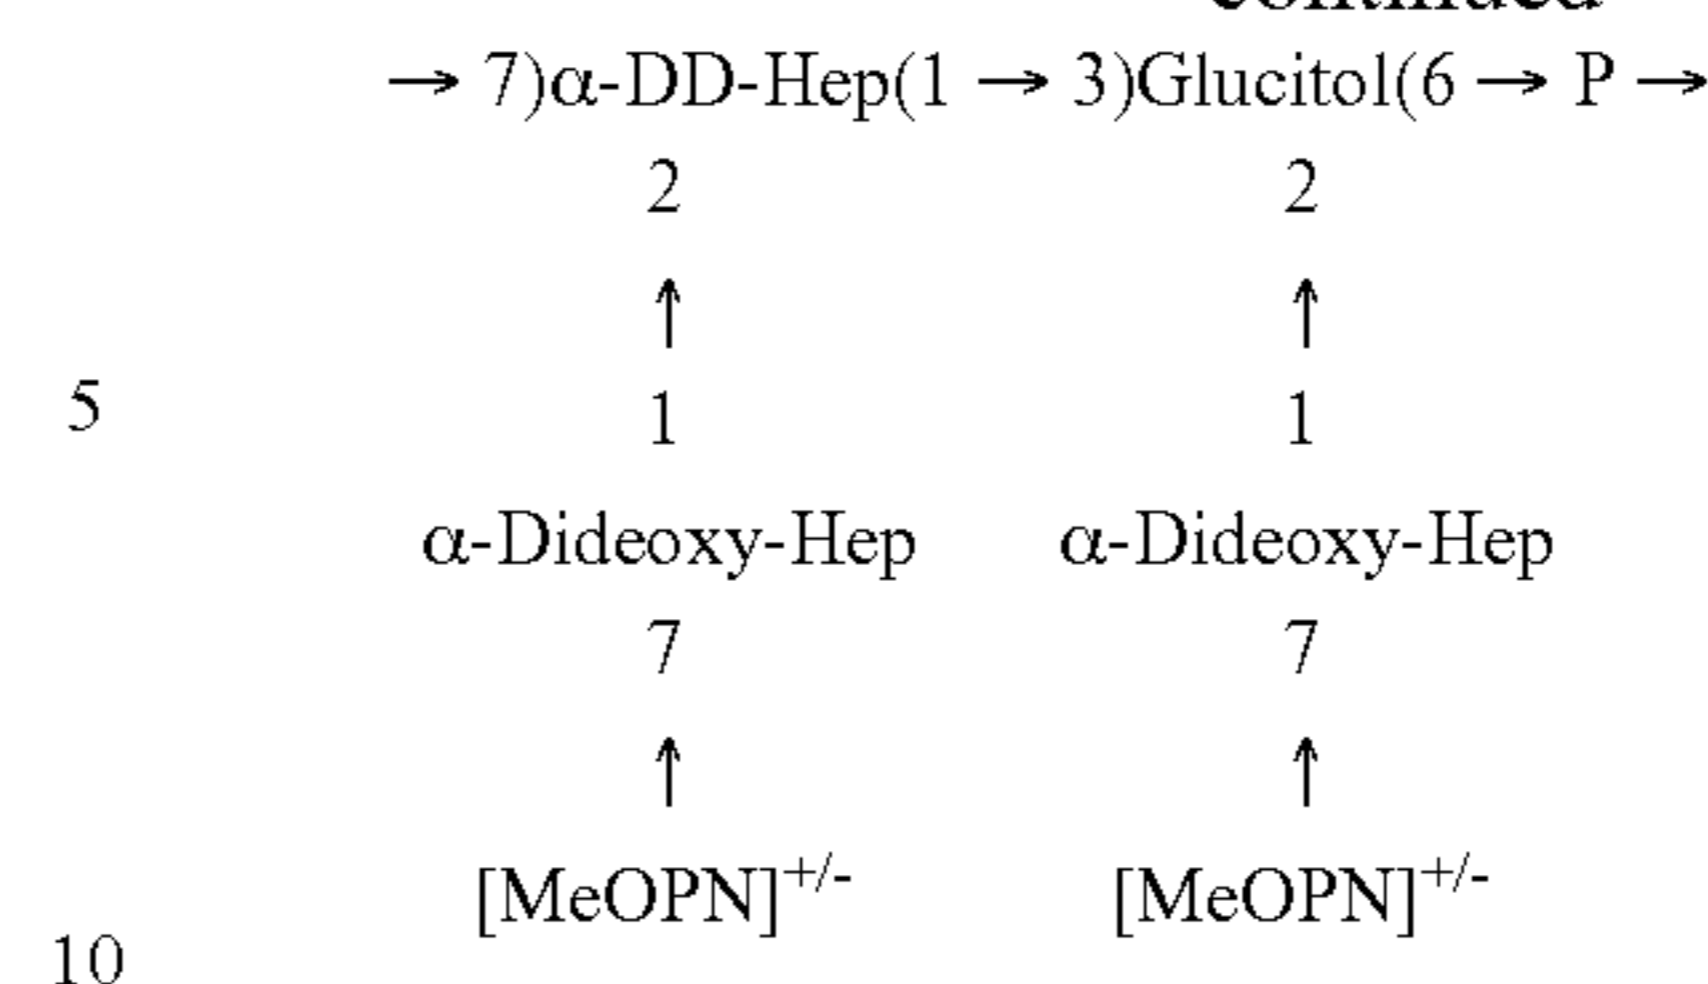 continued
→ 7)α-DD-Hep(1 → 3)Glucitol(6 → P →
2 2
↑ ↑
5 1 1
α-Dideoxy-Hep α-Dideoxy-Hep
7 7
↑ ↑
[MeOPN]+/- [MeOPN]+/-
10